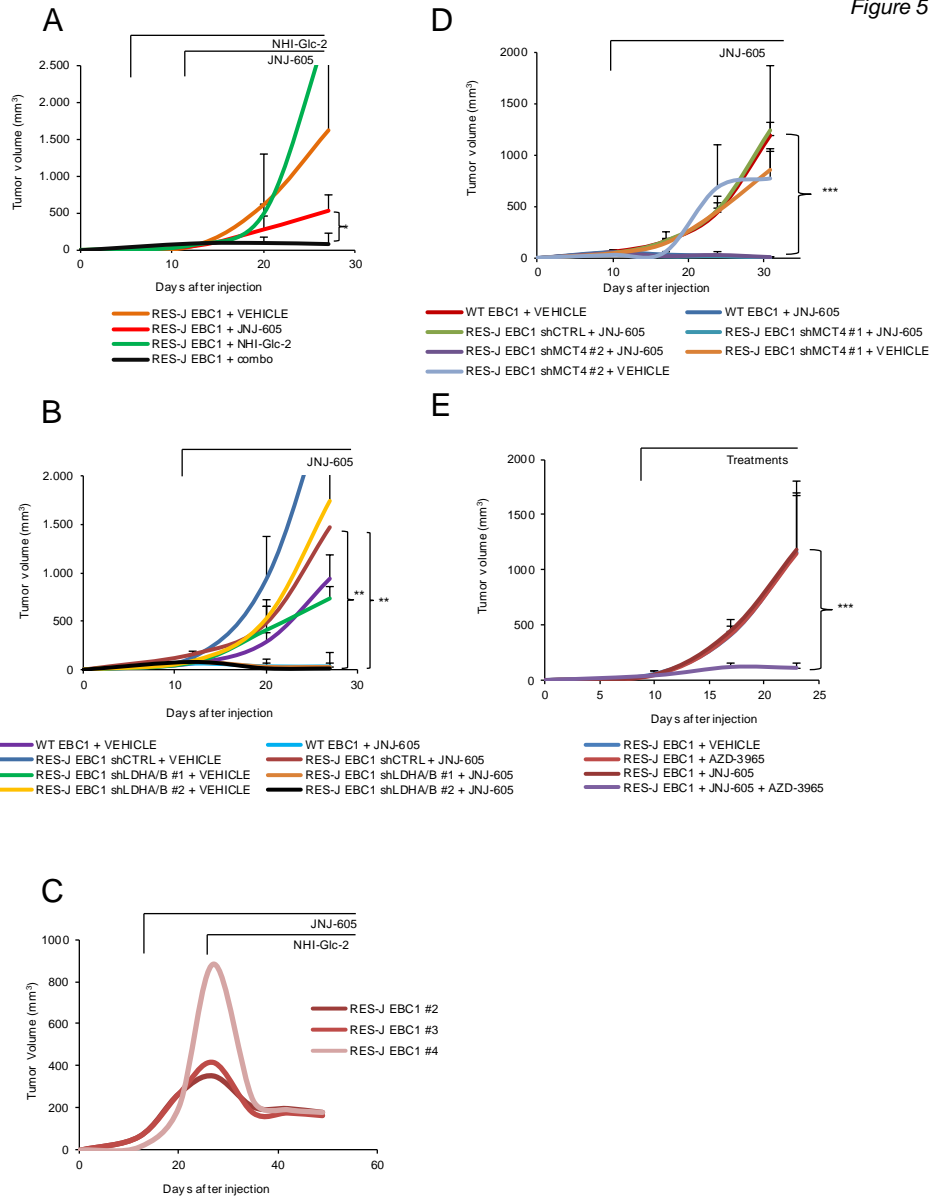 Figure 5
A
NHI-Glc-2
JNJ-605
Tumor volume (mm³)
2.500
2.000
1.500
1.000
500
0
0 10 20 30
*
Days after injection
RES-J EBC1 + VEHICLE
RES-J EBC1 + JNJ-605
RES-J EBC1 + NHI-Glc-2
RES-J EBC1 + combo
B
JNJ-605
Tumor volume (mm³)
2.000
1.500
1.000
500
0
0 10 20 30
** **
Days after injection
WT EBC1 + VEHICLE WT EBC1 + JNJ-605
RES-J EBC1 shCTRL + VEHICLE RES-J EBC1 shCTRL + JNJ-605
RES-J EBC1 shLDHA/B #1 + VEHICLE RES-J EBC1 shLDHA/B #1 + JNJ-605
RES-J EBC1 shLDHA/B #2 + VEHICLE RES-J EBC1 shLDHA/B #2 + JNJ-605
C
JNJ-605
NHI-Glc-2
Tumor Volume (mm³)
1000
800
600
400
200
0
0 20 40 60
RES-J EBC1 #2
RES-J EBC1 #3
RES-J EBC1 #4
Days after injection
D
JNJ-605
Tumor volume (mm³)
2000
1500
1000
500
0
0 10 20 30
***
Days after injection
WT EBC1 + VEHICLE WT EBC1 + JNJ-605
RES-J EBC1 shCTRL + JNJ-605 RES-J EBC1 shMCT4 #1 + JNJ-605
RES-J EBC1 shMCT4 #2 + JNJ-605 RES-J EBC1 shMCT4 #1 + VEHICLE
RES-J EBC1 shMCT4 #2 + VEHICLE
E
Treatments
Tumor volume (mm³)
2000
1500
1000
500
0
0 5 10 15 20 25
***
Days after injection
RES-J EBC1 + VEHICLE
RES-J EBC1 + AZD-3965
RES-J EBC1 + JNJ-605
RES-J EBC1 + JNJ-605 + AZD-3965